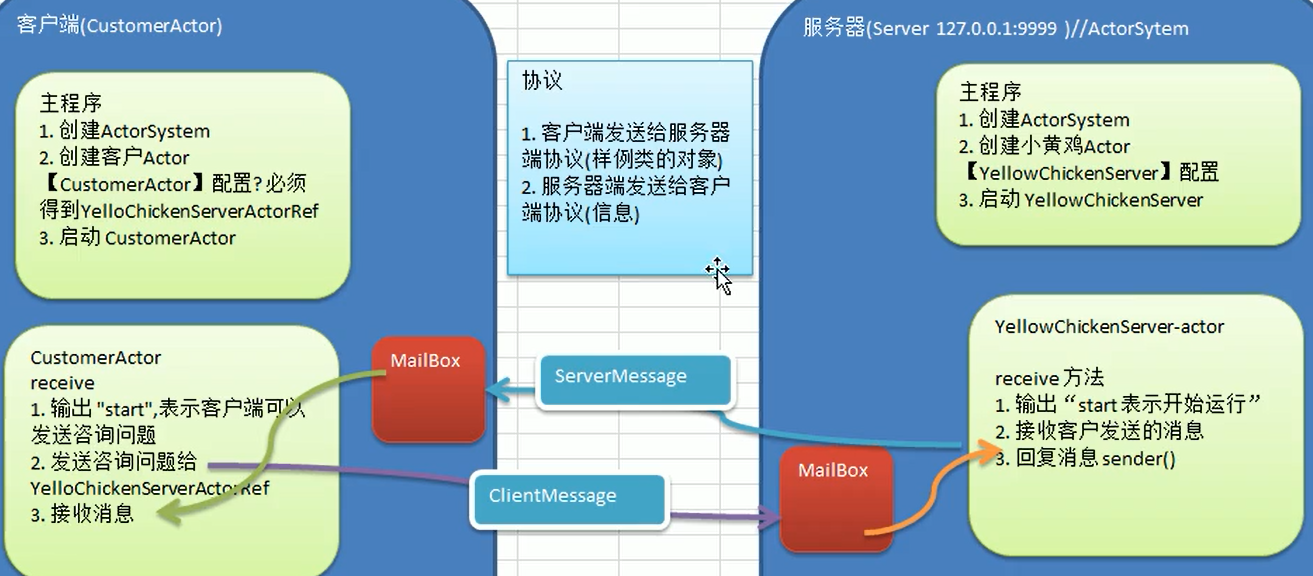 客户端(CustomerActor)
主程序
1. 创建ActorSystem
2. 创建客户Actor
【CustomerActor】配置?必须
得到YelloChickenServerActorRef
3. 启动 CustomerActor
CustomerActor
receive
1. 输出 "start",表示客户端可以
发送咨询问题
2. 发送咨询问题给
YelloChickenServerActorRef
3. 接收消息
MailBox
协议
1. 客户端发送给服务器
端协议(样例类的对象)
2. 服务器端发送给客户
端协议(信息)
ServerMessage
ClientMessage
服务器(Server 127.0.0.1:9999 )//ActorSytem
主程序
1. 创建ActorSystem
2. 创建小黄鸡Actor
【YellowChickenServer】配置
3. 启动 YellowChickenServer
MailBox
YellowChickenServer-actor
receive 方法
1. 输出“start 表示开始运行”
2. 接收客户发送的消息
3. 回复消息 sender()